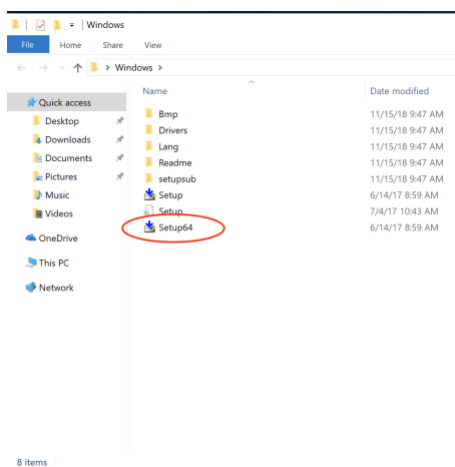 Windows
File Home Share View
Windows
Name Date modified
Quick access
Desktop
Downloads
Documents
Pictures
Music
Videos
OneDrive
This PC
Network
Bmp 11/15/18 9:47 AM
Drivers 11/15/18 9:47 AM
Lang 11/15/18 9:47 AM
Readme 11/15/18 9:47 AM
setupsub 11/15/18 9:47 AM
Setup 6/14/17 8:59 AM
Setup 7/4/17 10:43 AM
Setup64 6/14/17 8:59 AM
8 items